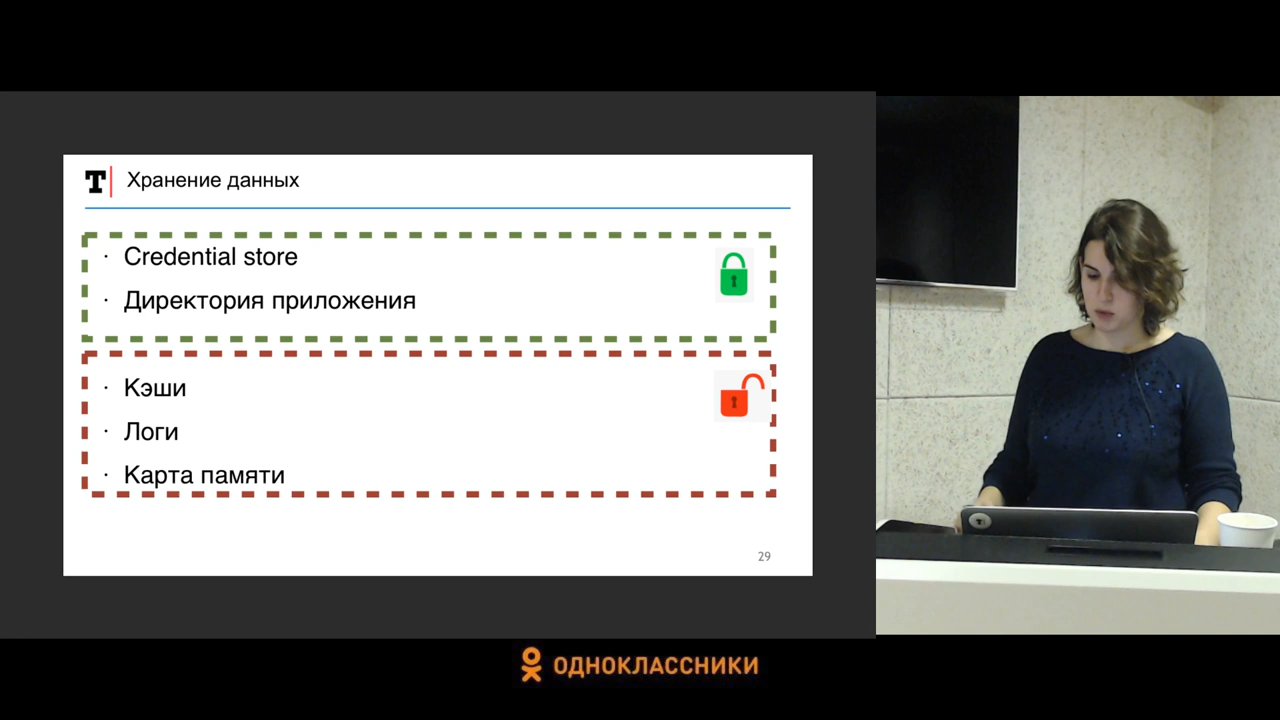 T
Хранение данных
· Credential store
· Директория приложения
· Кэши
· Логи
· Карта памяти
29
ОДНОКЛАССНИКИ